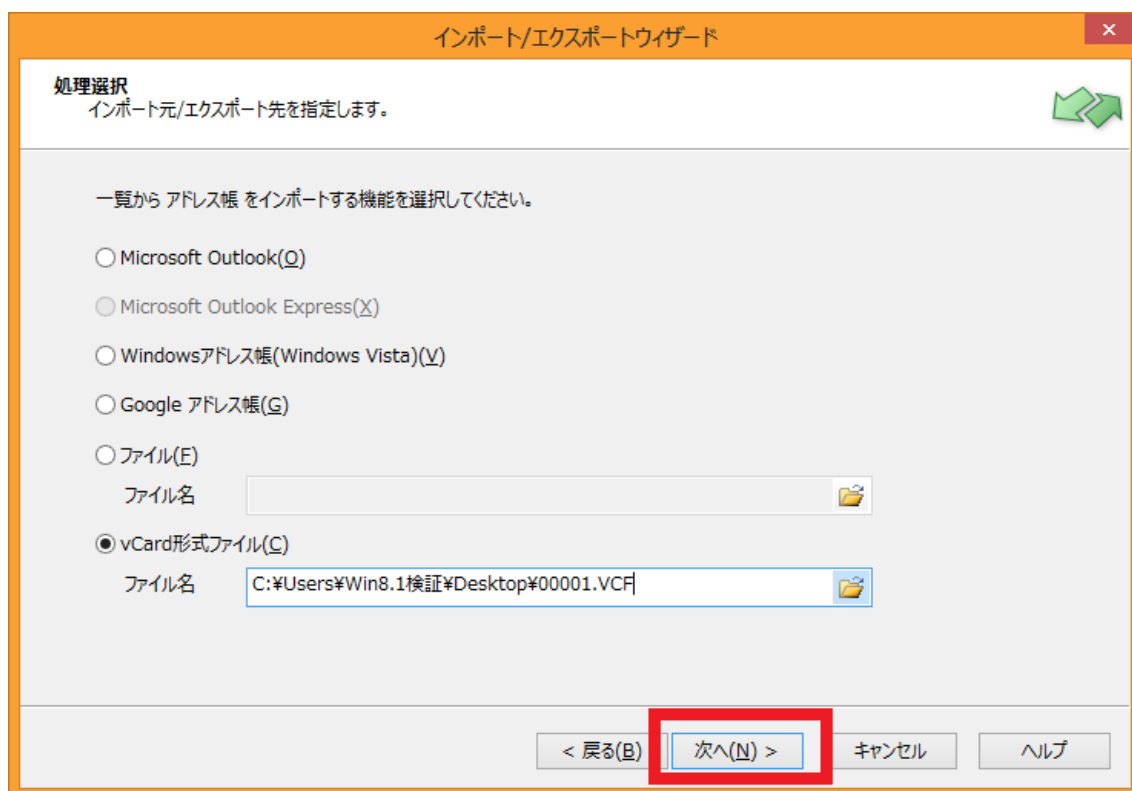 インポート/エクスポートウィザード
処理選択
インポート元/エクスポート先を指定します。
一覧から アドレス帳 をインポートする機能を選択してください。
Microsoft Outlook(O)
Microsoft Outlook Express(X)
Windowsアドレス帳(Windows Vista)(V)
Google アドレス帳(G)
ファイル(F)
ファイル名
vCard形式ファイル(C)
ファイル名 C:¥Users¥Win8.1検証¥Desktop¥00001.VCF
< 戻る(B) 次へ(N) > キャンセル ヘルプ